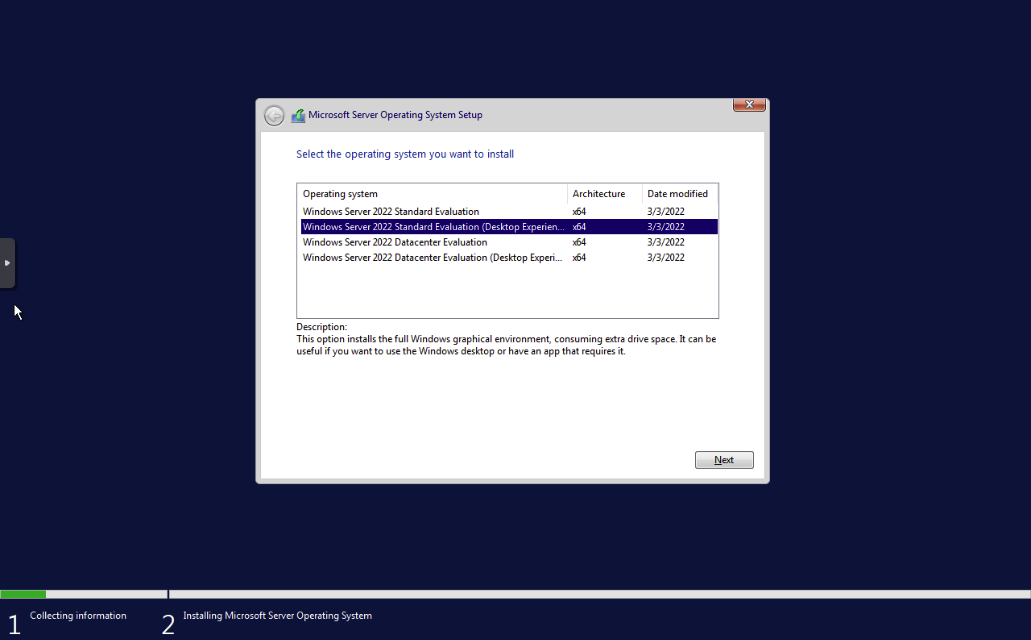 Microsoft Server Operating System Setup
Select the operating system you want to install
Operating system Architecture Date modified
Windows Server 2022 Standard Evaluation x64 3/3/2022
Windows Server 2022 Standard Evaluation (Desktop Experien... x64 3/3/2022
Windows Server 2022 Datacenter Evaluation x64 3/3/2022
Windows Server 2022 Datacenter Evaluation (Desktop Experi... x64 3/3/2022
Description:
This option installs the full Windows graphical environment, consuming extra drive space. It can be
useful if you want to use the Windows desktop or have an app that requires it.
Next
1 Collecting information 2 Installing Microsoft Server Operating System